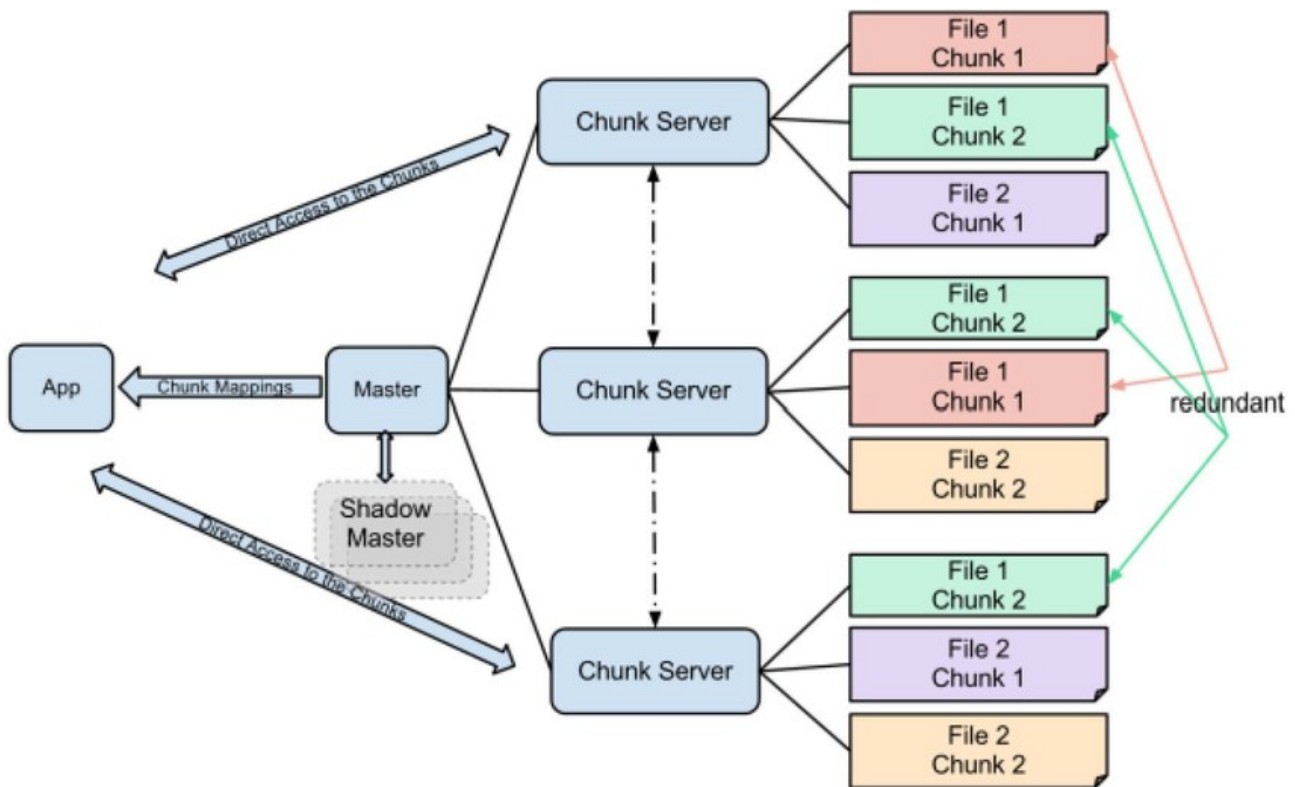 File 1
Chunk 1
Chunk Server
File 1
Chunk 2
Direct Access to the Chunks
File 2
Chunk 1
File 1
Chunk 2
App
Chunk Mappings
Master
Chunk Server
File 1
Chunk 1
redundant
File 2
Chunk 2
Shadow
Master
Direct Access to the Chunks
File 1
Chunk 2
Chunk Server
File 2
Chunk 1
File 2
Chunk 2